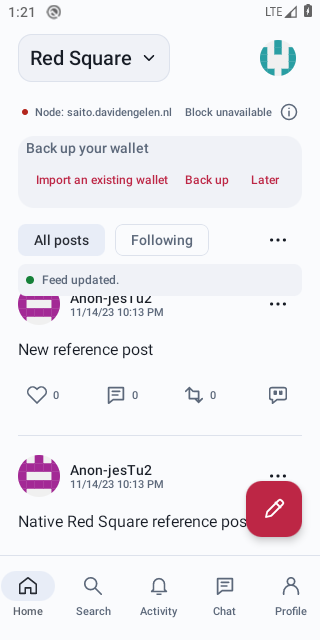 1:21 LTE
Red Square
Node: saito.davidengelen.nl Block unavailable
Back up your wallet
Import an existing wallet Back up Later
All posts Following
Feed updated.
Anon-jesTu2
11/14/23 10:13 PM
New reference post
0 0 0
Anon-jesTu2
11/14/23 10:13 PM
Native Red Square reference pos
Home Search Activity Chat Profile